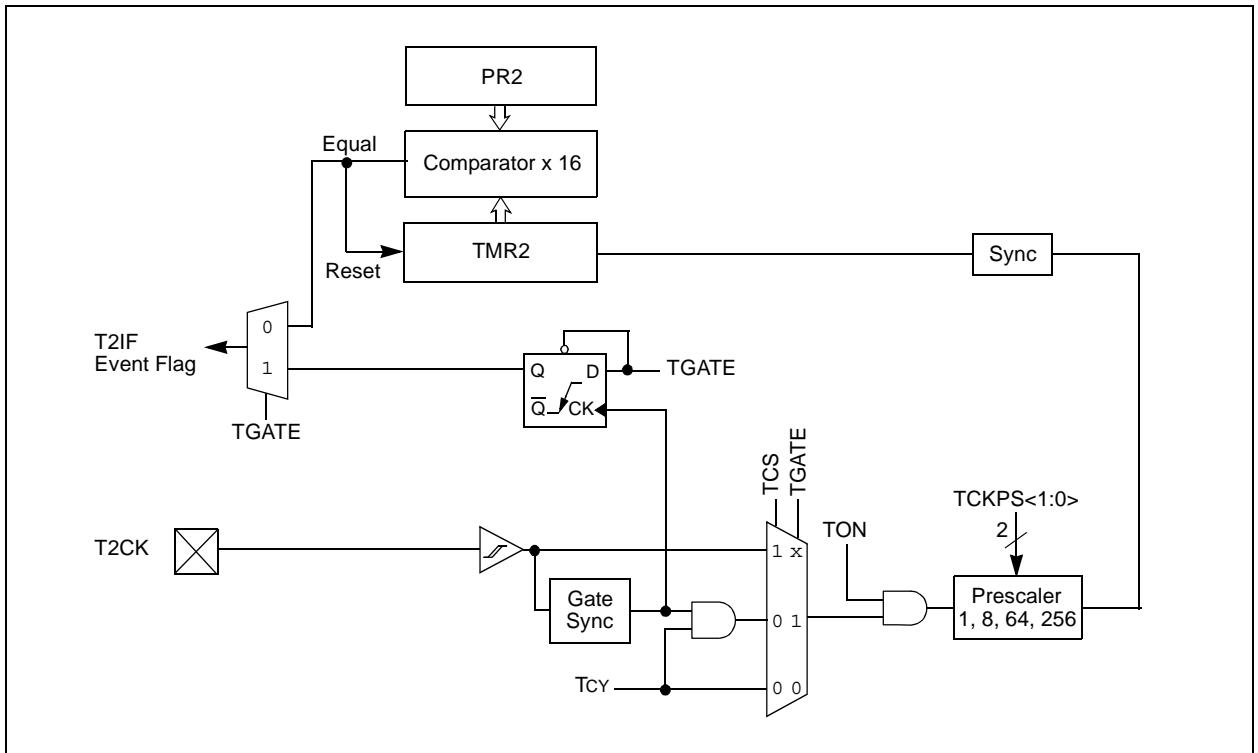 PR2
Equal
Comparator x 16
TMR2
Sync
Reset
0
T2IF
Event Flag
1
Q D
TGATE
Q̅ CK
TGATE
TCS
TGATE
TCKPS<1:0>
TON
2
T2CK
1 x
Gate
Sync
Prescaler
1, 8, 64, 256
0 1
TCY
0 0